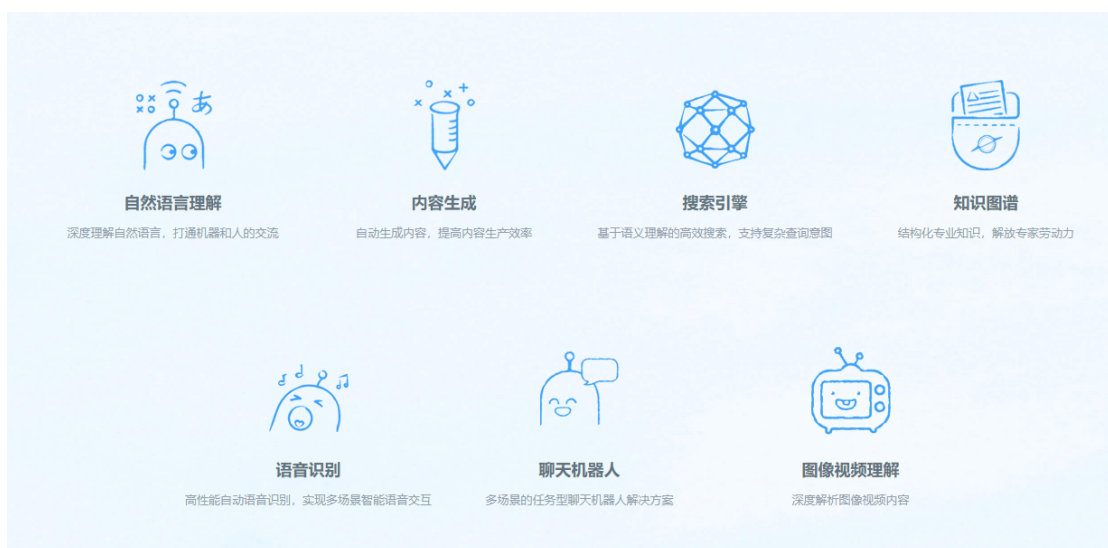 あ
自然语言理解
深度理解自然语言，打通机器和人的交流
内容生成
自动生成内容，提高内容生产效率
搜索引擎
基于语义理解的高效搜索，支持复杂查询意图
知识图谱
结构化专业知识，解放专家劳动力
语音识别
高性能自动语音识别，实现多场景智能语音交互
聊天机器人
多场景的任务型聊天机器人解决方案
图像视频理解
深度解析图像视频内容